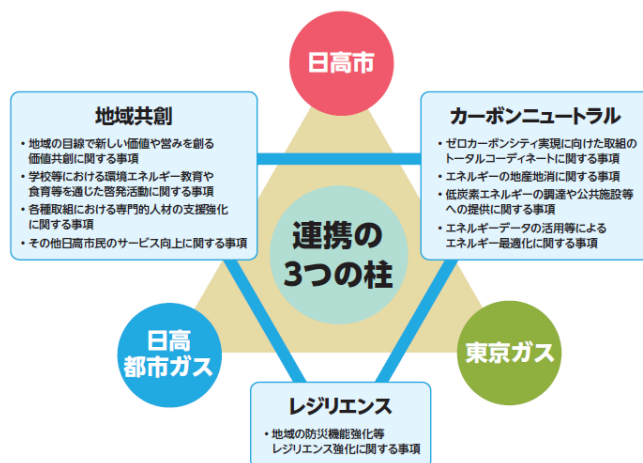 日高市
地域共創
・地域の目線で新しい価値や営みを創る
価値共創に関する事項
・学校等における環境エネルギー教育や
食育等を通じた啓発活動に関する事項
・各種取組における専門的人材の支援強化
に関する事項
・その他日高市民のサービス向上に関する事項
カーボンニュートラル
・ゼロカーボンシティ実現に向けた取組の
トータルコーディネートに関する事項
・エネルギーの地産地消に関する事項
・低炭素エネルギーの調達や公共施設等
への提供に関する事項
・エネルギーデータの活用等による
エネルギー最適化に関する事項
連携の
3つの柱
日高
都市ガス
東京ガス
レジリエンス
・地域の防災機能強化等
レジリエンス強化に関する事項